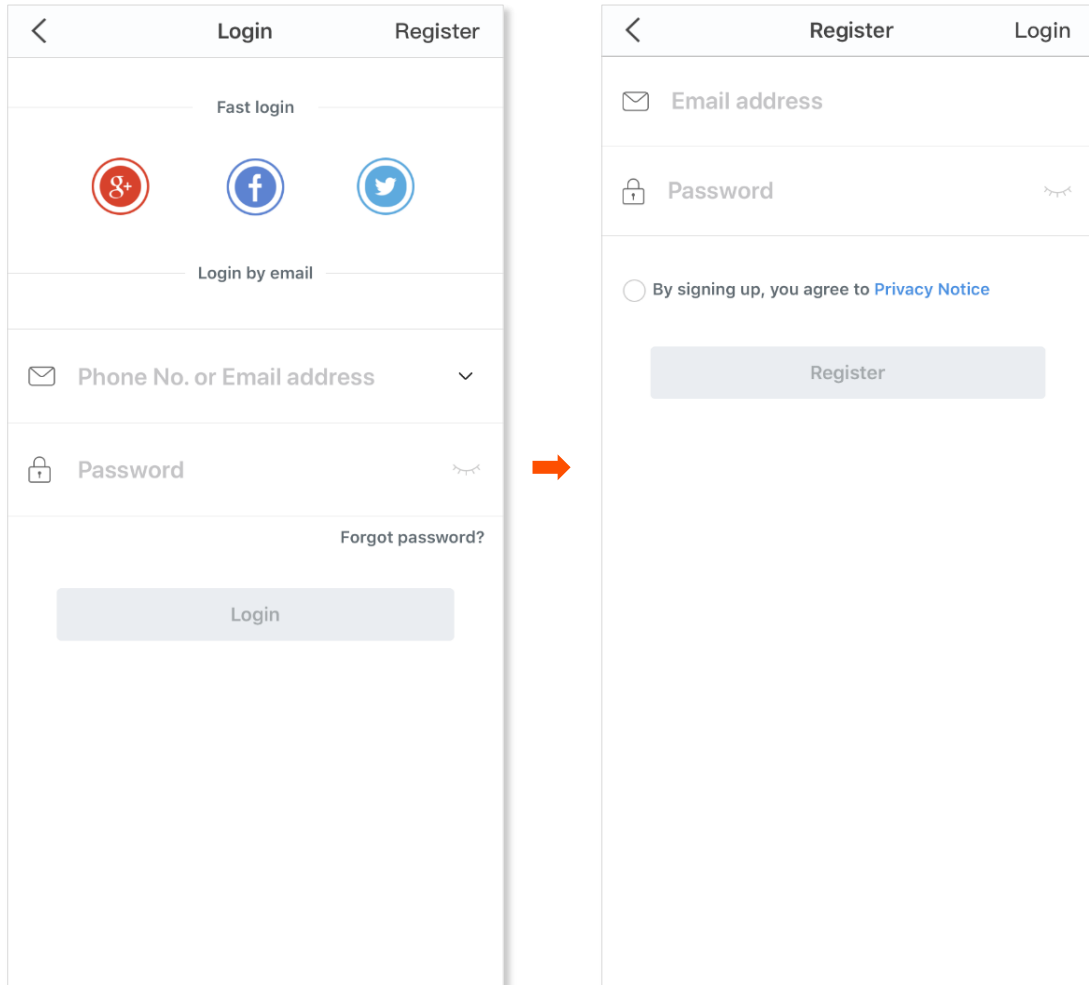 Login Register
Fast login
g+
f
Login by email
Phone No. or Email address
Password
Forgot password?
Login
Register Login
Email address
Password
By signing up, you agree to Privacy Notice
Register